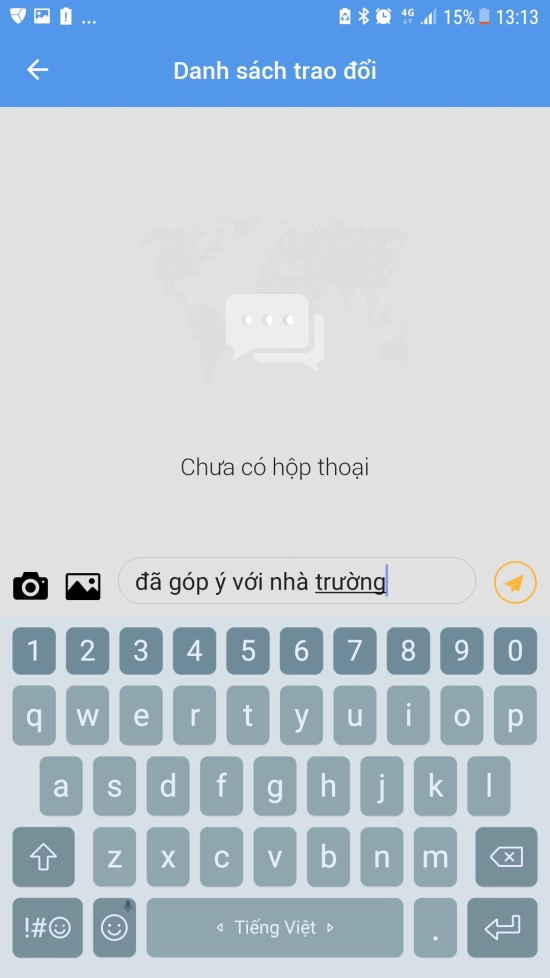 ... 4G 15% 13:13
Danh sách trao đổi
Chưa có hộp thoại
đã góp ý với nhà trường
1 2 3 4 5 6 7 8 9 0
q w e r t y u i o p
a s d f g h j k l
z x c v b n m
!#☺ Tiếng Việt .